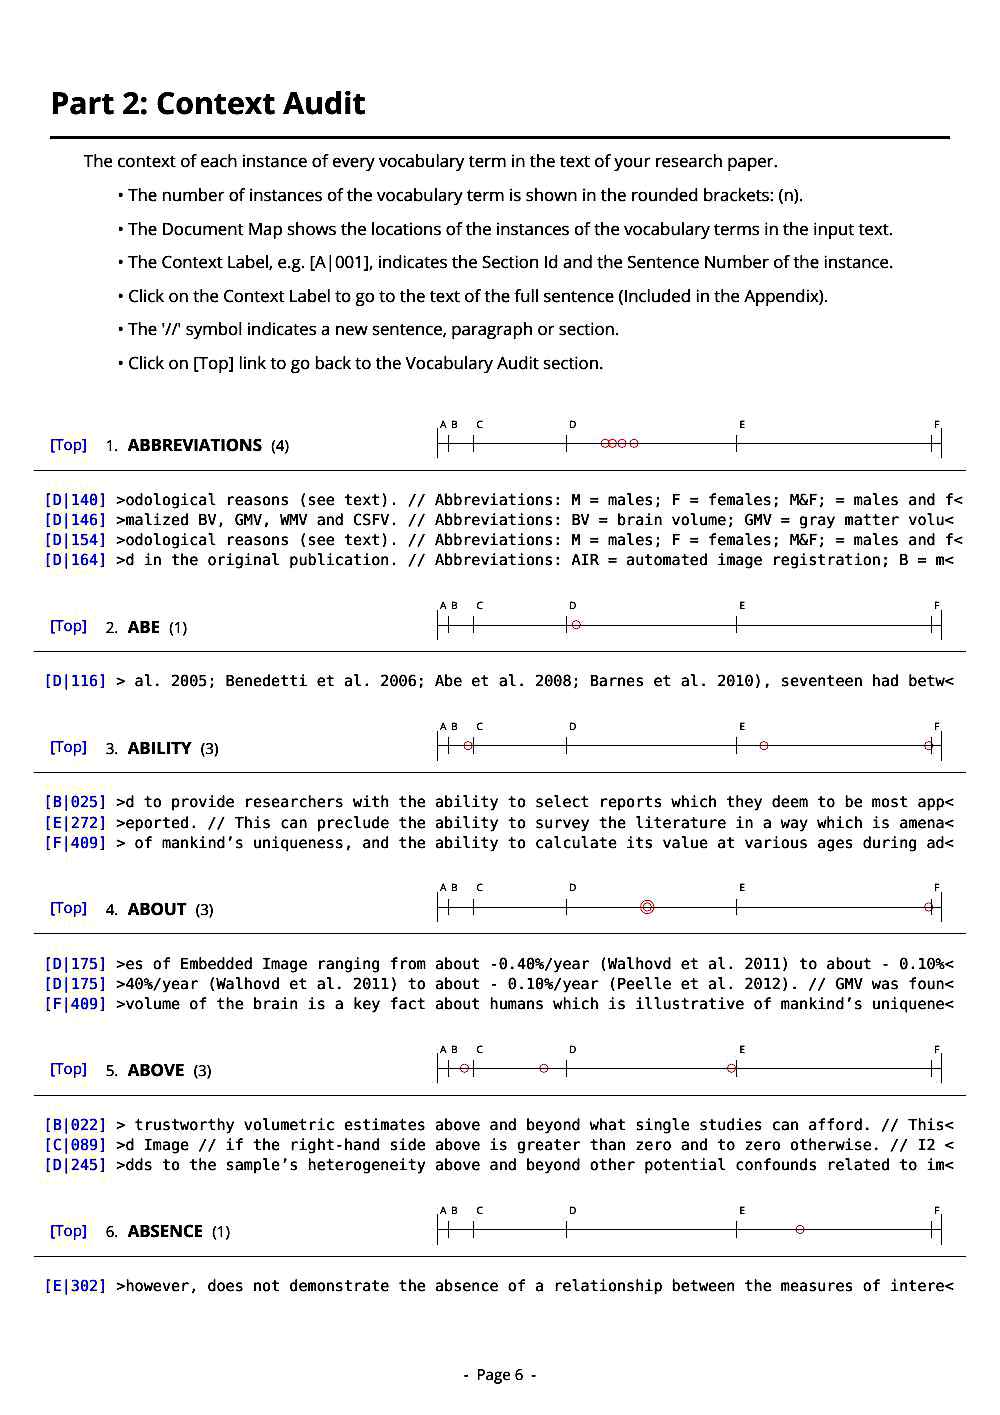 Part 2: Context Audit
The context of each instance of every vocabulary term in the text of your research paper.
• The number of instances of the vocabulary term is shown in the rounded brackets: (n).
• The Document Map shows the locations of the instances of the vocabulary terms in the input text.
• The Context Label, e.g. [A|001], indicates the Section Id and the Sentence Number of the instance.
• Click on the Context Label to go to the text of the full sentence (Included in the Appendix).
• The '//' symbol indicates a new sentence, paragraph or section.
• Click on [Top] link to go back to the Vocabulary Audit section.
A B C D E F
[Top] 1. ABBREVIATIONS (4)
[D|140] >odological reasons (see text). // Abbreviations: M = males; F = females; M&F; = males and f<
[D|146] >malized BV, GMV, WMV and CSFV. // Abbreviations: BV = brain volume; GMV = gray matter volu<
[D|154] >odological reasons (see text). // Abbreviations: M = males; F = females; M&F; = males and f<
[D|164] >d in the original publication. // Abbreviations: AIR = automated image registration; B = m<
A B C D E F
[Top] 2. ABE (1)
[D|116] > al. 2005; Benedetti et al. 2006; Abe et al. 2008; Barnes et al. 2010), seventeen had betw<
A B C D E F
[Top] 3. ABILITY (3)
[B|025] >d to provide researchers with the ability to select reports which they deem to be most app<
[E|272] >eported. // This can preclude the ability to survey the literature in a way which is amena<
[F|409] > of mankind’s uniqueness, and the ability to calculate its value at various ages during ad<
A B C D E F
[Top] 4. ABOUT (3)
[D|175] >es of Embedded Image ranging from about -0.40%/year (Walhovd et al. 2011) to about - 0.10%<
[D|175] >40%/year (Walhovd et al. 2011) to about - 0.10%/year (Peelle et al. 2012). // GMV was foun<
[F|409] >volume of the brain is a key fact about humans which is illustrative of mankind’s uniquene<
A B C D E F
[Top] 5. ABOVE (3)
[B|022] > trustworthy volumetric estimates above and beyond what single studies can afford. // This<
[C|089] >d Image // if the right-hand side above is greater than zero and to zero otherwise. // I2 <
[D|245] >dds to the sample’s heterogeneity above and beyond other potential confounds related to im<
A B C D E F
[Top] 6. ABSENCE (1)
[E|302] >however, does not demonstrate the absence of a relationship between the measures of intere<
- Page 6 -